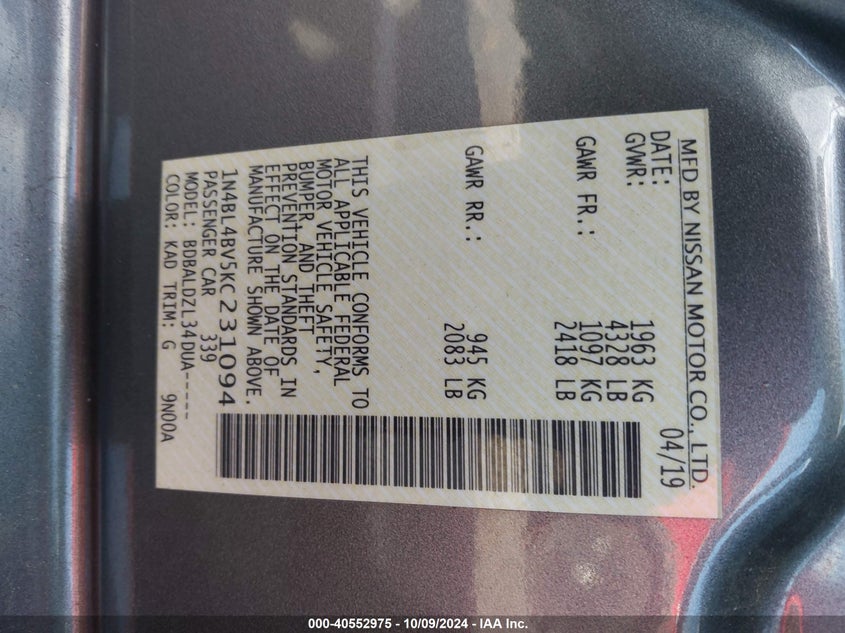 MFD BY NISSAN MOTOR CO., LTD.
DATE: 04/19
GVWR: 1963 KG
4328 LB
GAWR FR.: 1097 KG
2418 LB
GAWR RR.: 945 KG
2083 LB
THIS VEHICLE CONFORMS TO
ALL APPLICABLE FEDERAL
MOTOR VEHICLE SAFETY,
BUMPER, AND THEFT
PREVENTION STANDARDS IN
EFFECT ON THE DATE OF
MANUFACTURE SHOWN ABOVE.
1N4BL4BV5KC231094
PASSENGER CAR 339
MODEL: BDBALDZL34DUA-----
COLOR: KAD TRIM: G 9N00A
000-40552975 - 10/09/2024 - IAA Inc.